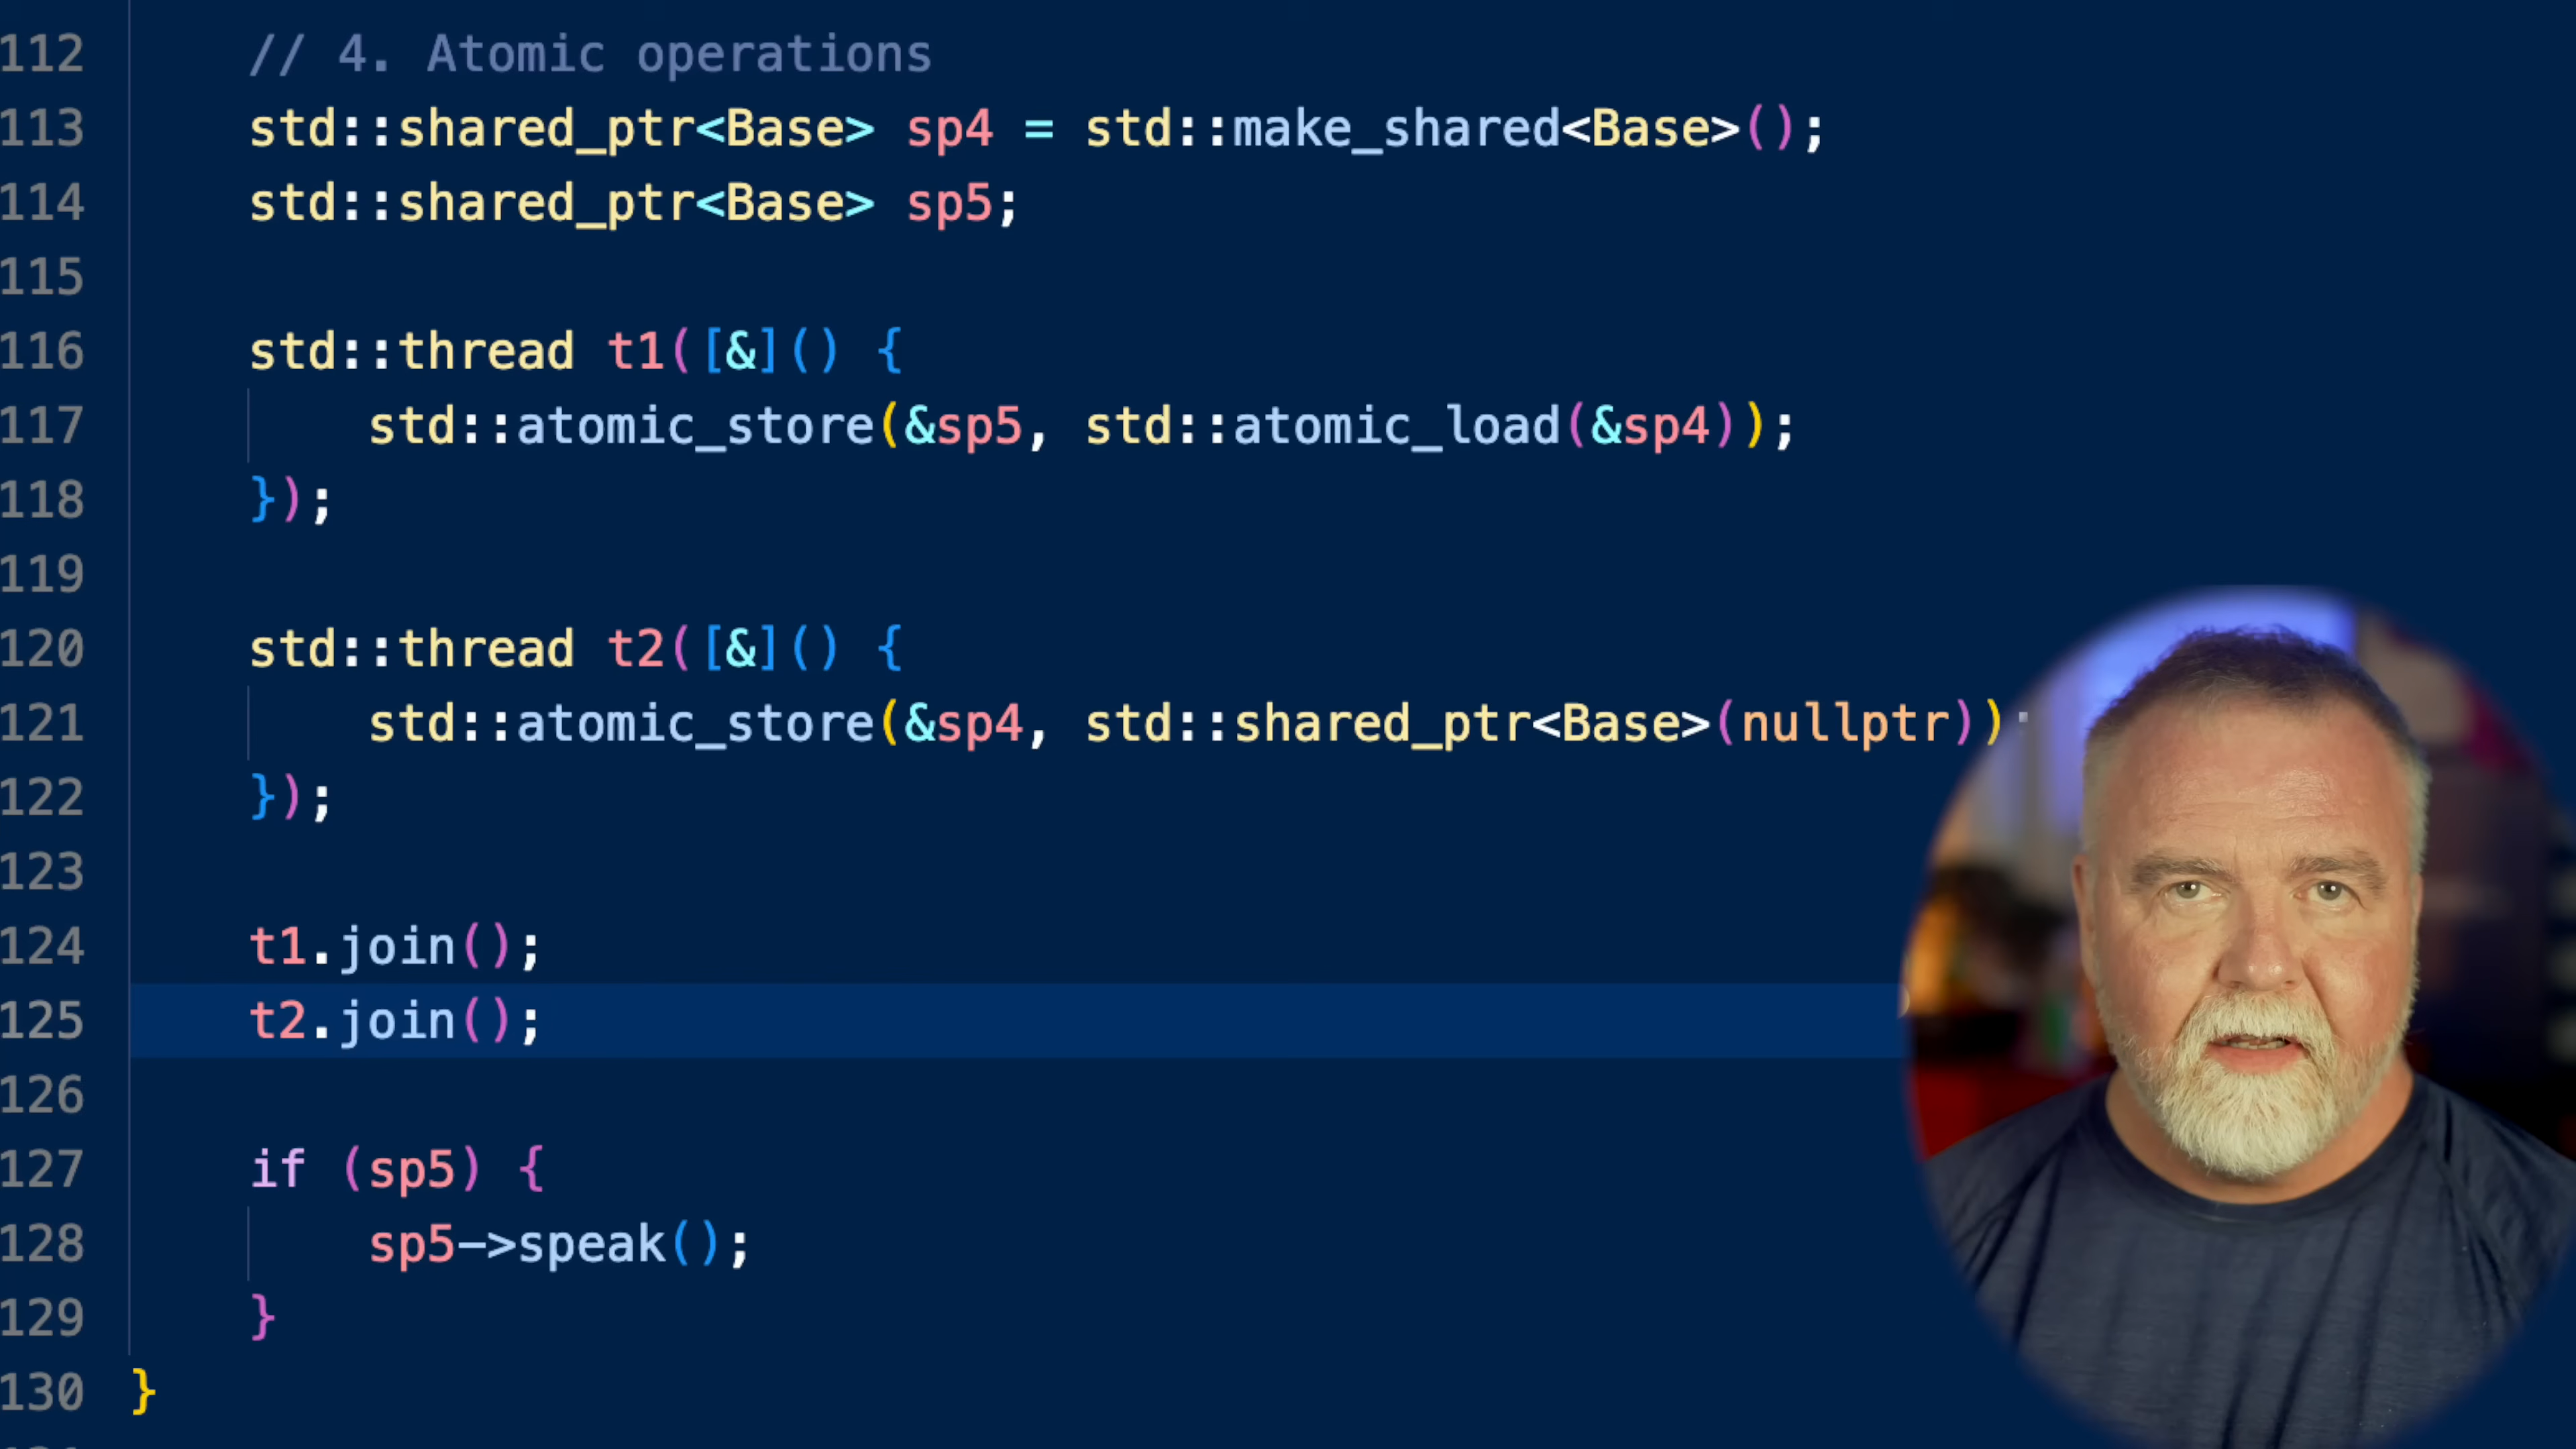 112 // 4. Atomic operations
113 std::shared_ptr<Base> sp4 = std::make_shared<Base>();
114 std::shared_ptr<Base> sp5;
115
116 std::thread t1([&]() {
117 std::atomic_store(&sp5, std::atomic_load(&sp4));
118 });
119
120 std::thread t2([&]() {
121 std::atomic_store(&sp4, std::shared_ptr<Base>(nullptr));
122 });
123
124 t1.join();
125 t2.join();
126
127 if (sp5) {
128 sp5->speak();
129 }
130 }